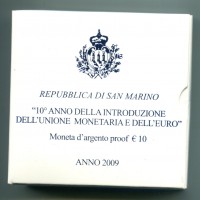 REPUBBLICA DI SAN MARINO
"10° ANNO DELLA INTRODUZIONE
DELL'UNIONE MONETARIA E DELL'EURO"
Moneta d'argento proof € 10
ANNO 2009